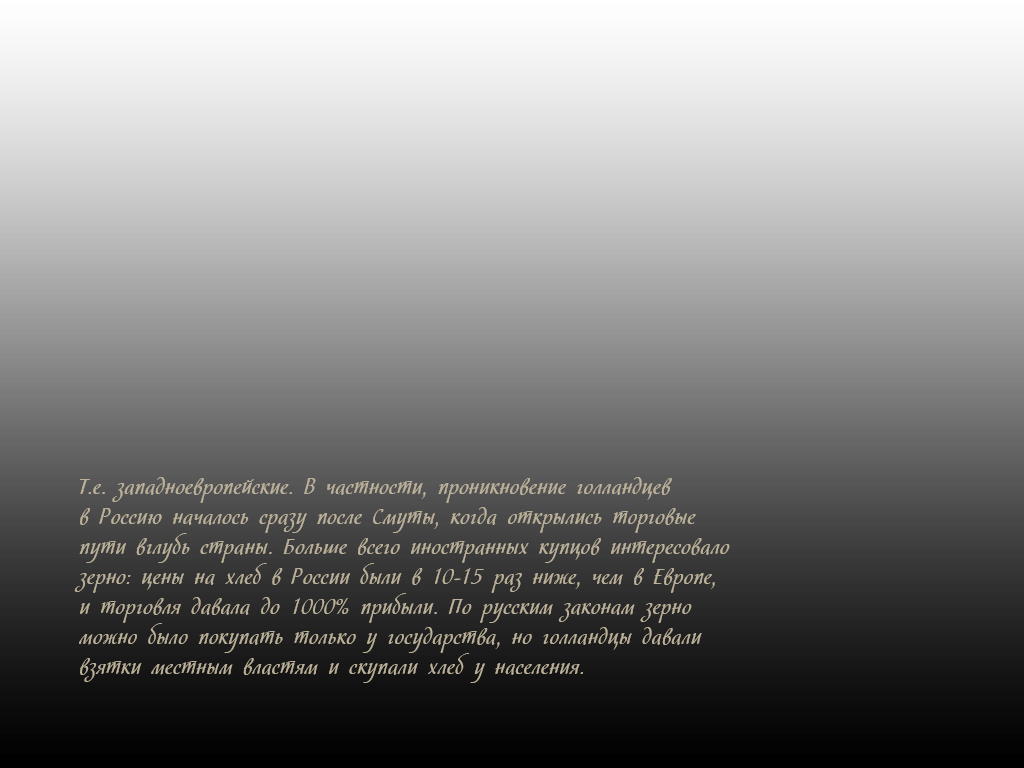 Т.е. западноевропейские. В частности, проникновение голландцев
в Россию началось сразу после Смуты, когда открылись торговые
пути вглубь страны. Больше всего иностранных купцов интересовало
зерно: цены на хлеб в России были в 10-15 раз ниже, чем в Европе,
и торговля давала до 1000% прибыли. По русским законам зерно
можно было покупать только у государства, но голландцы давали
взятки местным властям и скупали хлеб у населения.